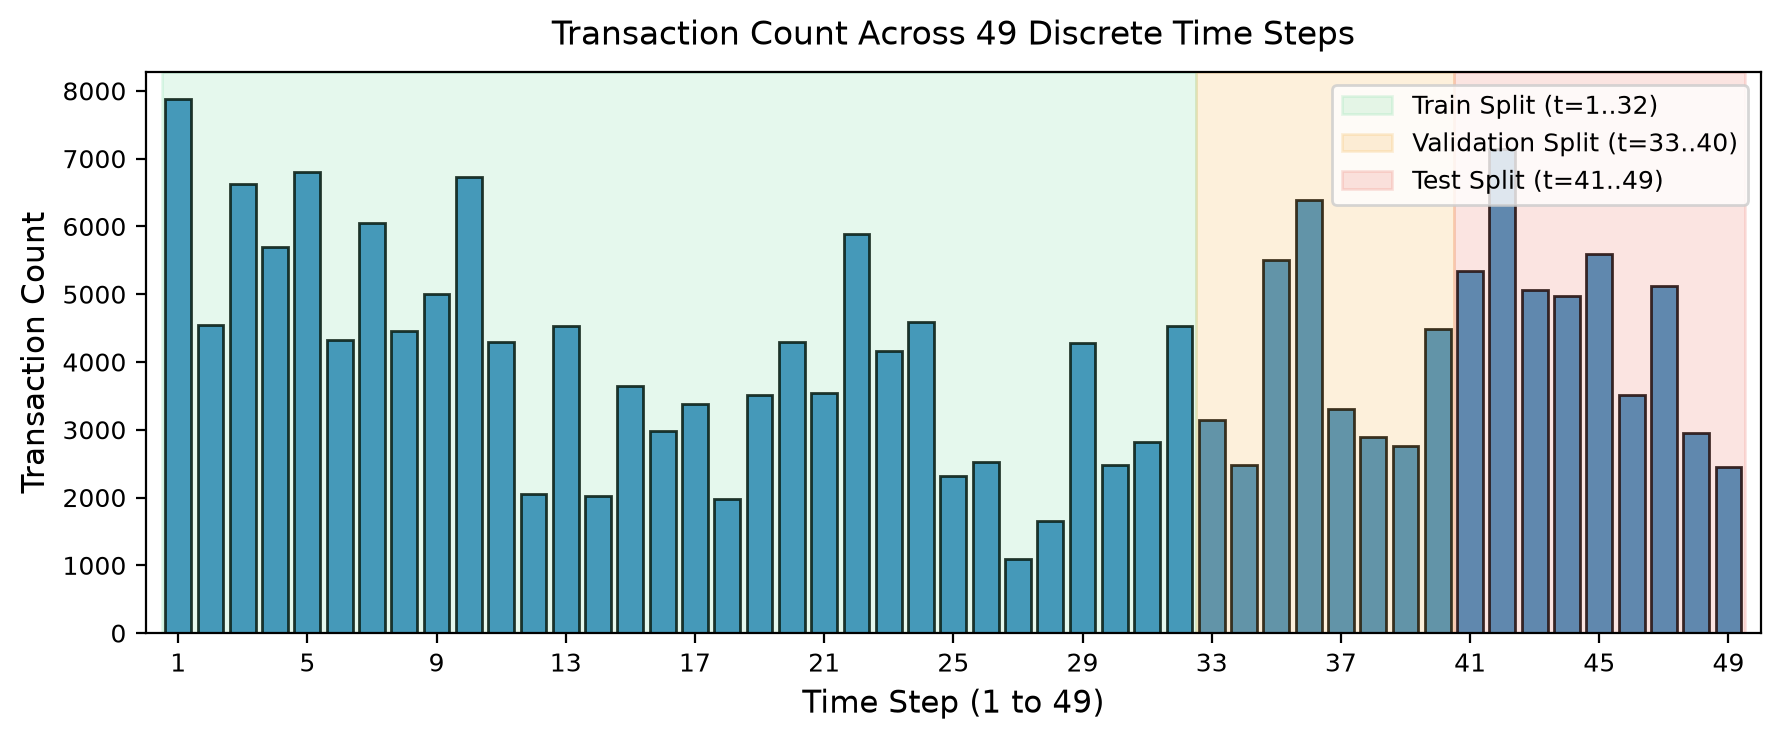 Transaction Count Across 49 Discrete Time Steps
Transaction Count
8000
7000
6000
5000
4000
3000
2000
1000
0
Train Split (t=1..32)
Validation Split (t=33..40)
Test Split (t=41..49)
1 5 9 13 17 21 25 29 33 37 41 45 49
Time Step (1 to 49)